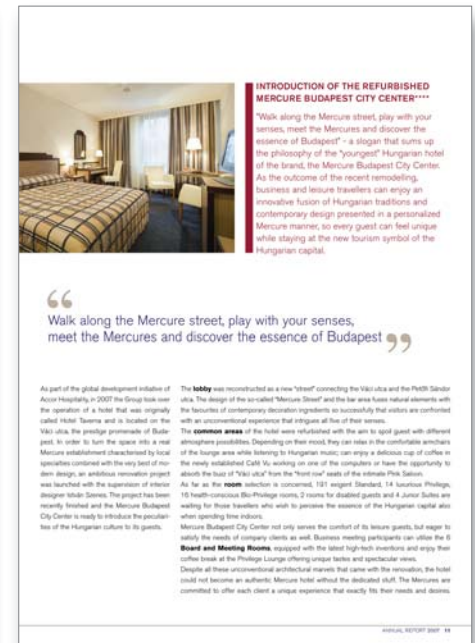 INTRODUCTION OF THE REFURBISHED
MERCURE BUDAPEST CITY CENTER****
"Walk along the Mercure street, play with your
senses, meet the Mercures and discover the
essence of Budapest" - a slogan that sums up
the philosophy of the "youngest" Hungarian hotel
of the brand, the Mercure Budapest City Center.
As the outcome of the recent remodelling,
business and leisure travellers can enjoy an
innovative fusion of Hungarian traditions and
contemporary design presented in a personalized
Mercure manner, so every guest can feel unique
while staying at the new tourism symbol of the
Hungarian capital.
“
Walk along the Mercure street, play with your senses,
meet the Mercures and discover the essence of Budapest ”
As part of the global development initiative of
Accor Hospitality, in 2007 the Group took over
the operation of a hotel that was originally
called Hotel Taverna and is located on the
Váci utca, the prestige promenade of Buda-
pest. In order to turn the space into a real
Mercure establishment characterised by local
specialties combined with the very best of mo-
dern design, an ambitious renovation project
was launched with the supervision of interior
designer István Szenes. The project has been
recently finished and the Mercure Budapest
City Center is ready to introduce the peculiari-
ties of the Hungarian culture to its guests.
The lobby was reconstructed as a new "street" connecting the Váci utca and the Petőfi Sándor
utca. The design of the so-called "Mercure Street" and the bar area fuses natural elements with
the favourites of contemporary decoration ingredients so successfully that visitors are confronted
with an unconventional experience that intrigues all five of their senses.
The common areas of the hotel were refurbished with the aim to spoil guest with different
atmosphere possibilities. Depending on their mood, they can relax in the comfortable armchairs
of the lounge area while listening to Hungarian music; can enjoy a delicious cup of coffee in
the newly established Café Vu working on one of the computers or have the opportunity to
absorb the buzz of "Váci utca" from the "front row" seats of the intimate Pink Saloon.
As far as the room selection is concerned, 191 exigent Standard, 14 luxurious Privilege,
16 health-conscious Bio-Privilege rooms, 2 rooms for disabled guests and 4 Junior Suites are
waiting for those travellers who wish to perceive the essence of the Hungarian capital also
when spending time indoors.
Mercure Budapest City Center not only serves the comfort of its leisure guests, but eager to
satisfy the needs of company clients as well. Business meeting participants can utilize the 6
Board and Meeting Rooms, equipped with the latest high-tech inventions and enjoy their
coffee break at the Privilege Lounge offering unique tastes and spectacular views.
Despite all these unconventional architectural marvels that came with the renovation, the hotel
could not become an authentic Mercure hotel without the dedicated stuff. The Mercures are
committed to offer each client a unique experience that exactly fits their needs and desires.
ANNUAL REPORT 2007 11